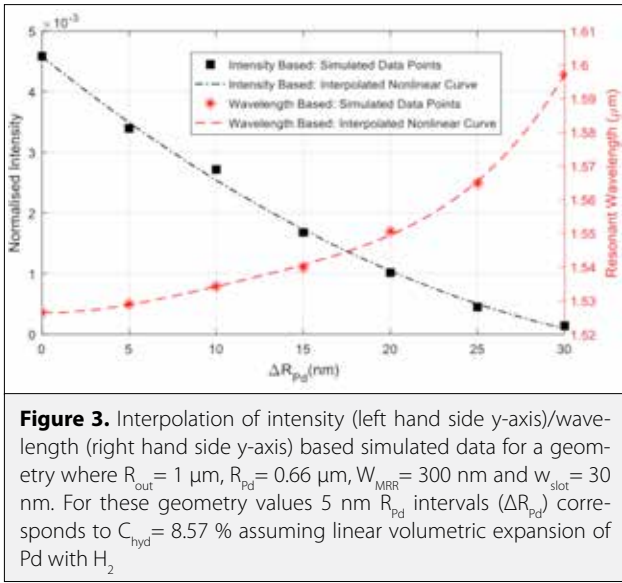 × 10⁻³
5
4
3
2
1
0
Normalised Intensity
Intensity Based: Simulated Data Points
Intensity Based: Interpolated Nonlinear Curve
Wavelength Based: Simulated Data Points
Wavelength Based: Interpolated Nonlinear Curve
1.61
1.6
1.59
1.58
1.57
1.56
1.55
1.54
1.53
1.52
Resonant Wavelength (μm)
0 5 10 15 20 25 30
ΔR_Pd(nm)
Figure 3. Interpolation of intensity (left hand side y-axis)/wave-
length (right hand side y-axis) based simulated data for a geom-
etry where R_out= 1 μm, R_Pd= 0.66 μm, W_MRR= 300 nm and w_slot= 30
nm. For these geometry values 5 nm R_Pd intervals (ΔR_Pd) corre-
sponds to C_hyd= 8.57 % assuming linear volumetric expansion of
Pd with H₂